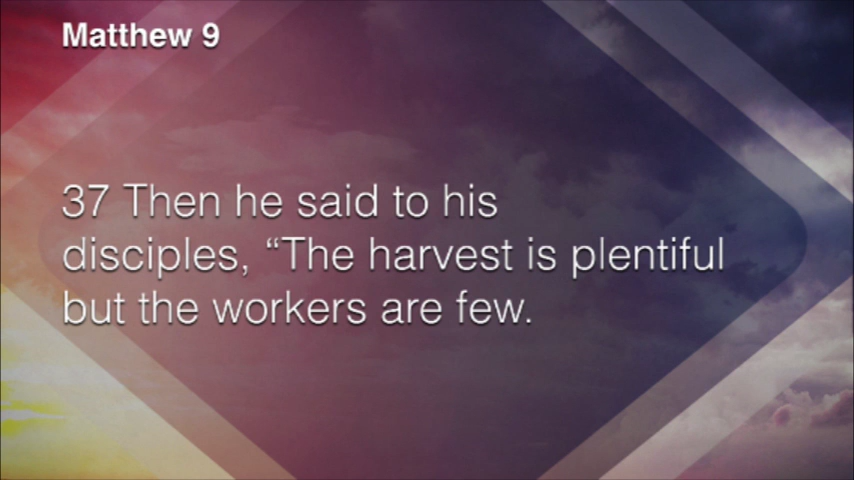 Matthew 9
37 Then he said to his
disciples, “The harvest is plentiful
but the workers are few.